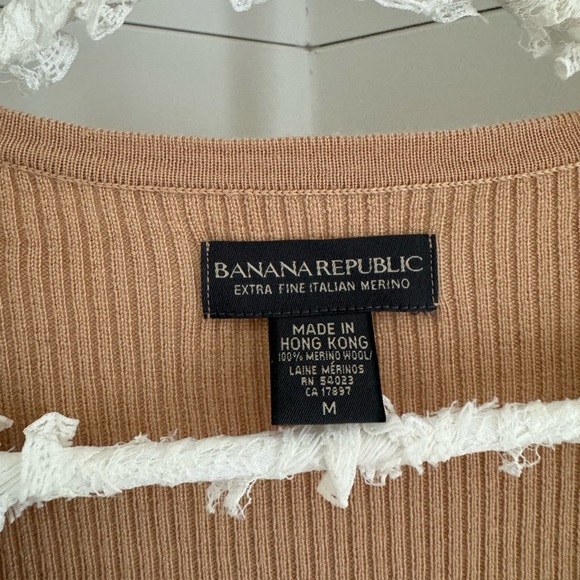 BANANA REPUBLIC
EXTRA FINE ITALIAN MERINO
MADE IN
HONG KONG
100% MERINO WOOL/
LAINE MÉRINOS
RN 54023
CA 17897
M